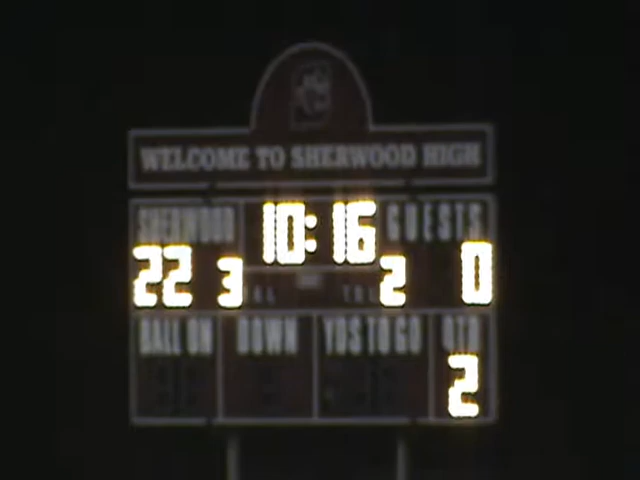 WELCOME TO SHERWOOD HIGH
SHERWOOD 10:16 GUESTS
22 3 2 0
BALL ON DOWN YDS TO GO QTR
2